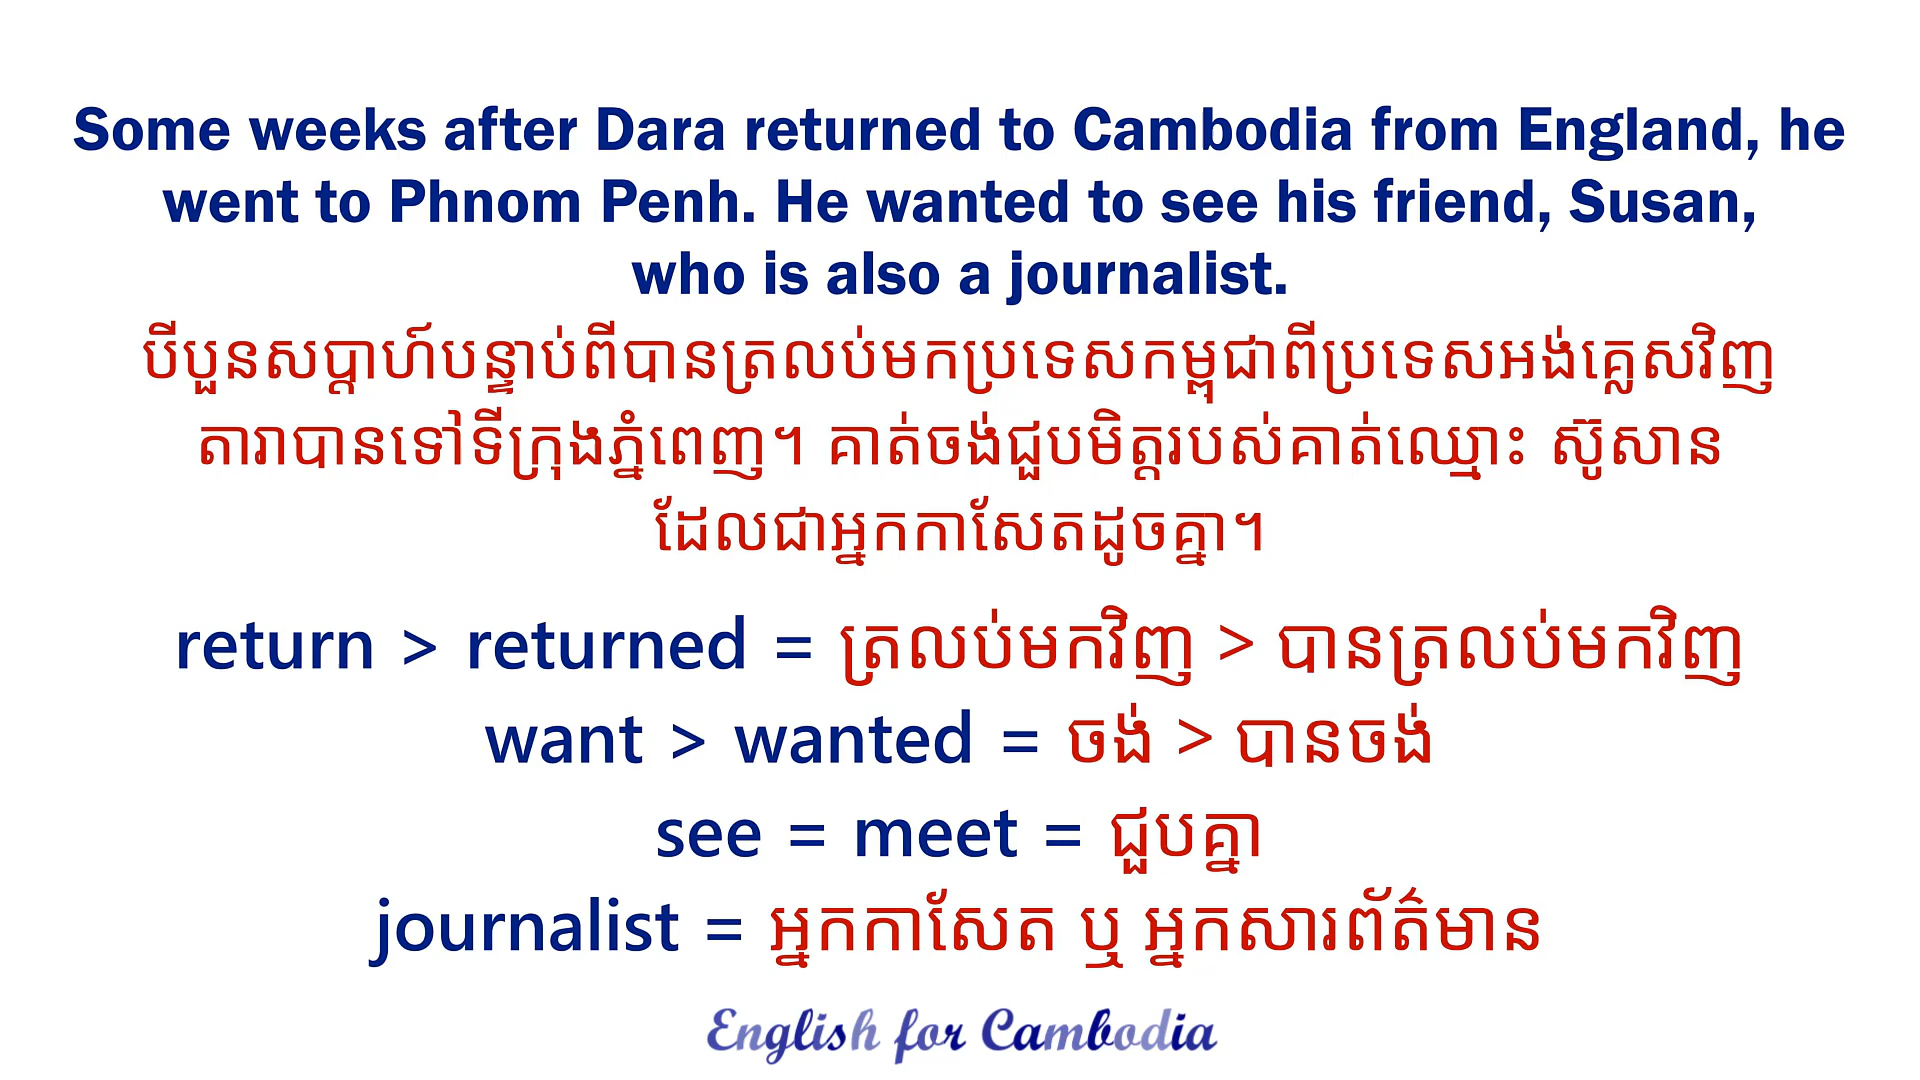 Some weeks after Dara returned to Cambodia from England, he
went to Phnom Penh. He wanted to see his friend, Susan,
who is also a journalist.
បីបួនសប្តាហ៍បន្ទាប់ពីបានត្រលប់មកប្រទេសកម្ពុជាពីប្រទេសអង់គ្លេសវិញ
តារាបានទៅទីក្រុងភ្នំពេញ។ គាត់ចង់ជួបមិត្តរបស់គាត់ឈ្មោះ ស៊ូសាន
ដែលជាអ្នកកាសែតដូចគ្នា។
return > returned = ត្រលប់មកវិញ > បានត្រលប់មកវិញ
want > wanted = ចង់ > បានចង់
see = meet = ជួបគ្នា
journalist = អ្នកកាសែត ឬ អ្នកសារព័ត៌មាន
English for Cambodia